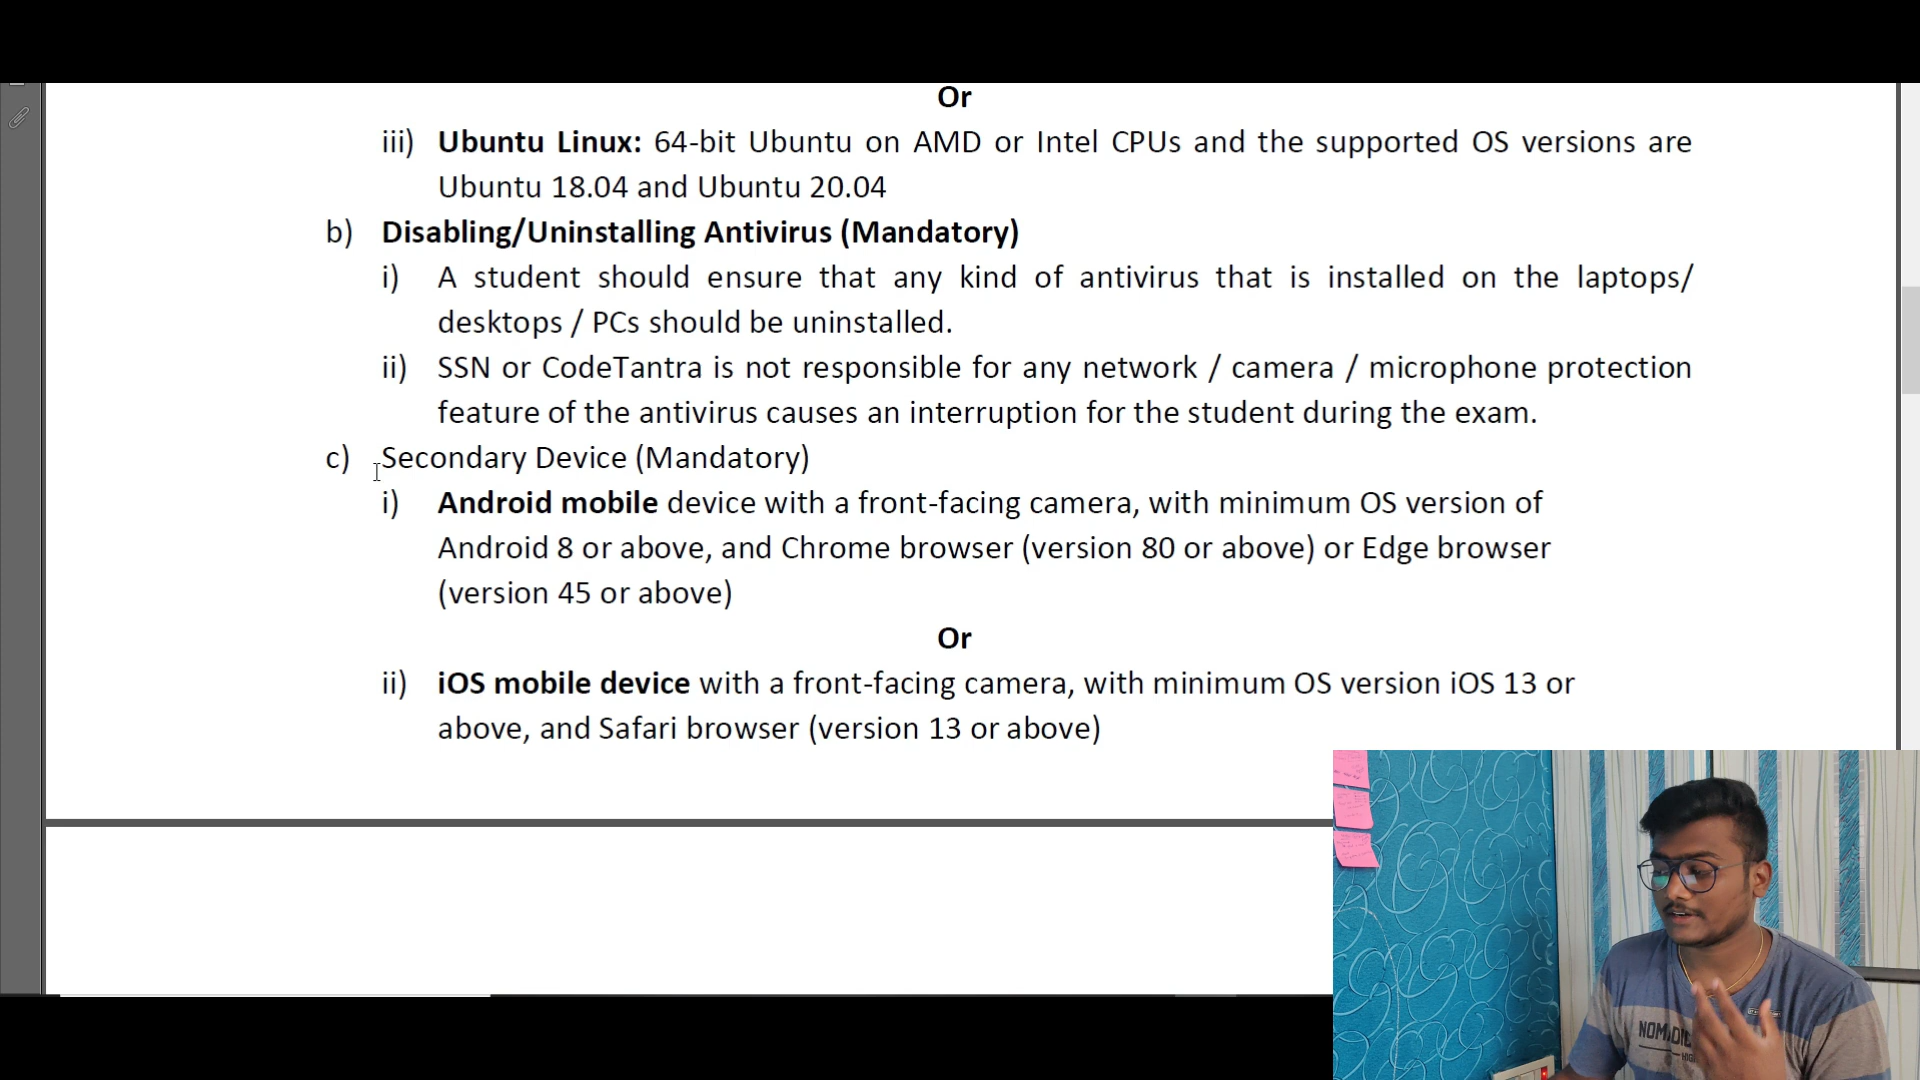 Or
iii) Ubuntu Linux: 64-bit Ubuntu on AMD or Intel CPUs and the supported OS versions are
Ubuntu 18.04 and Ubuntu 20.04
b) Disabling/Uninstalling Antivirus (Mandatory)
i) A student should ensure that any kind of antivirus that is installed on the laptops/
desktops / PCs should be uninstalled.
ii) SSN or CodeTantra is not responsible for any network / camera / microphone protection
feature of the antivirus causes an interruption for the student during the exam.
c) Secondary Device (Mandatory)
i) Android mobile device with a front-facing camera, with minimum OS version of
Android 8 or above, and Chrome browser (version 80 or above) or Edge browser
(version 45 or above)
Or
ii) iOS mobile device with a front-facing camera, with minimum OS version iOS 13 or
above, and Safari browser (version 13 or above)